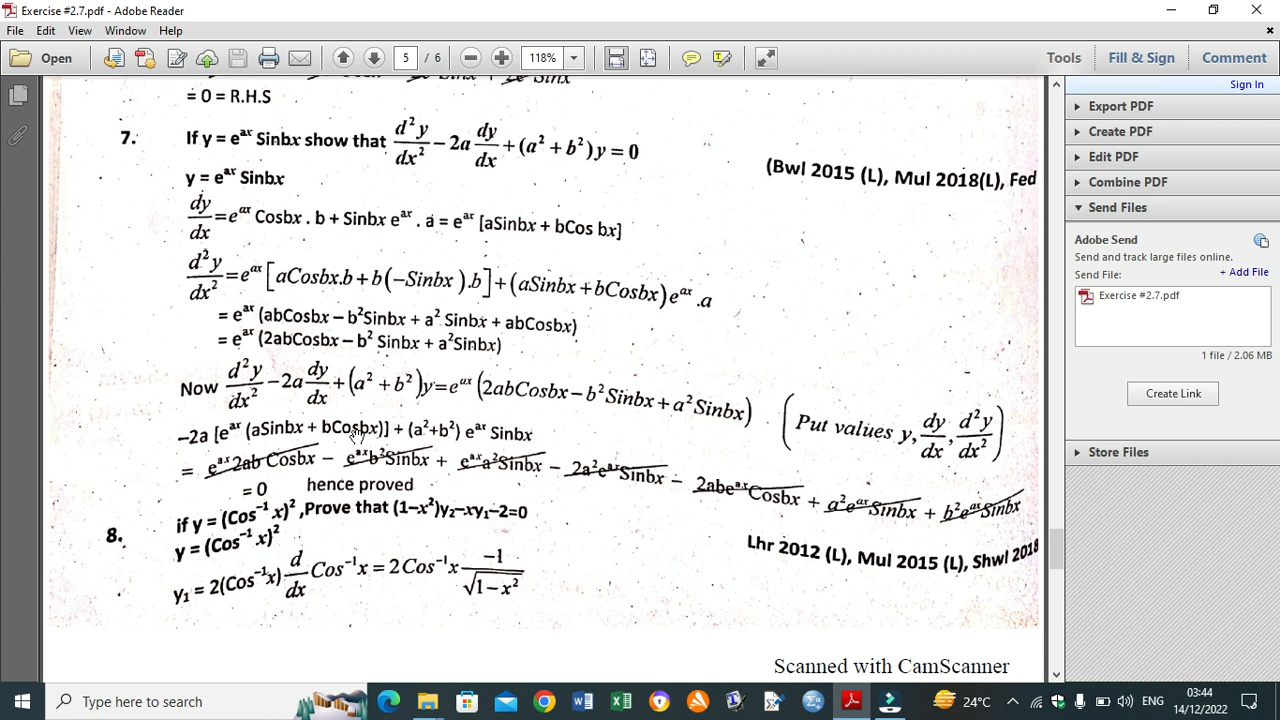 Exercise #2.7.pdf - Adobe Reader
File Edit View Window Help
Open 5 / 6 118% Tools Fill & Sign Comment
Sign In
Export PDF
Create PDF
Edit PDF
Combine PDF
Send Files
Adobe Send
Send and track large files online.
Send File: + Add File
Exercise #2.7.pdf
1 file / 2.06 MB
Create Link
Store Files
= 0 = R.H.S
7. If y = e^{ax} Sinbx show that d²y/dx² − 2a dy/dx + (a² + b²)y = 0
(Bwl 2015 (L), Mul 2018(L), Fed
y = e^{ax} Sinbx
dy/dx = e^{ax} Cosbx . b + Sinbx e^{ax} . a = e^{ax} [aSinbx + bCos bx]
d²y/dx² = e^{ax} [aCosbx.b + b(−Sinbx).b] + (aSinbx + bCosbx)e^{ax} .a
= e^{ax} (abCosbx – b²Sinbx + a² Sinbx + abCosbx)
= e^{ax} (2abCosbx – b² Sinbx + a²Sinbx)
Now d²y/dx² − 2a dy/dx + (a² + b²)y = e^{ax} (2abCosbx − b² Sinbx + a² Sinbx) (Put values y, dy/dx, d²y/dx²)
–2a [e^{ax} (aSinbx + bCosbx)] + (a²+b²) e^{ax} Sinbx
= e^{ax}2ab Cosbx − e^{ax}b²Sinbx + e^{ax}a²Sinbx − 2a²e^{ax}Sinbx − 2abe^{ax}Cosbx + a²e^{ax}Sinbx + b²e^{ax}Sinbx
= 0 hence proved
8. if y = (Cos⁻¹ x)² ,Prove that (1–x²)y₂–xy₁–2=0
y = (Cos⁻¹ x)²
Lhr 2012 (L), Mul 2015 (L), Shwl 2018
y₁ = 2(Cos⁻¹x) d/dx Cos⁻¹x = 2 Cos⁻¹x −1/√(1−x²)
Scanned with CamScanner
Type here to search
24°C ENG 03:44
14/12/2022